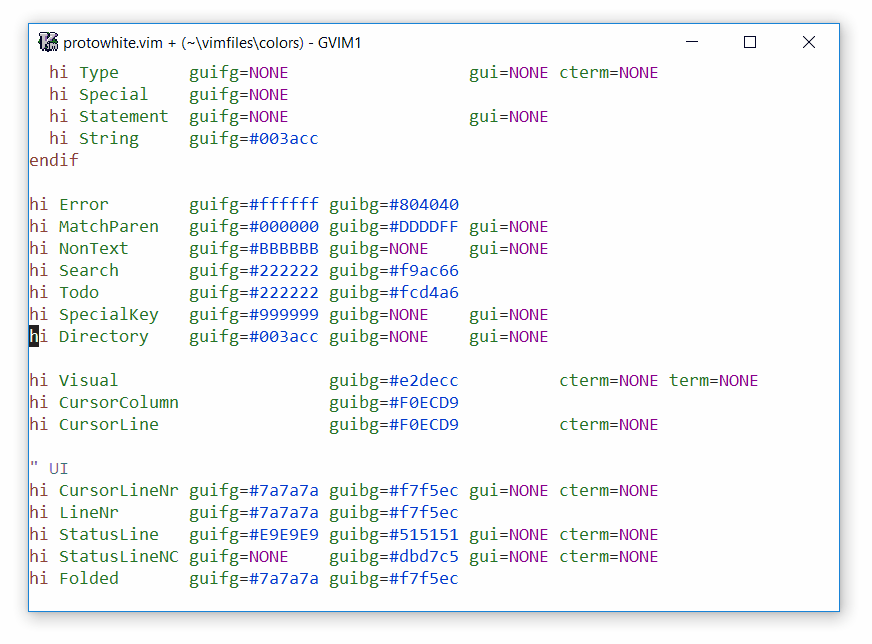 protowhite.vim + (~\vimfiles\colors) - GVIM1
  hi Type       guifg=NONE                  gui=NONE cterm=NONE
  hi Special    guifg=NONE
  hi Statement  guifg=NONE                  gui=NONE
  hi String     guifg=#003acc
endif

hi Error        guifg=#ffffff guibg=#804040
hi MatchParen   guifg=#000000 guibg=#DDDDFF gui=NONE
hi NonText      guifg=#BBBBBB guibg=NONE    gui=NONE
hi Search       guifg=#222222 guibg=#f9ac66
hi Todo         guifg=#222222 guibg=#fcd4a6
hi SpecialKey   guifg=#999999 guibg=NONE    gui=NONE
hi Directory    guifg=#003acc guibg=NONE    gui=NONE

hi Visual                     guibg=#e2decc          cterm=NONE term=NONE
hi CursorColumn               guibg=#F0ECD9
hi CursorLine                 guibg=#F0ECD9          cterm=NONE

" UI
hi CursorLineNr guifg=#7a7a7a guibg=#f7f5ec gui=NONE cterm=NONE
hi LineNr       guifg=#7a7a7a guibg=#f7f5ec
hi StatusLine   guifg=#E9E9E9 guibg=#515151 gui=NONE cterm=NONE
hi StatusLineNC guifg=NONE    guibg=#dbd7c5 gui=NONE cterm=NONE
hi Folded       guifg=#7a7a7a guibg=#f7f5ec